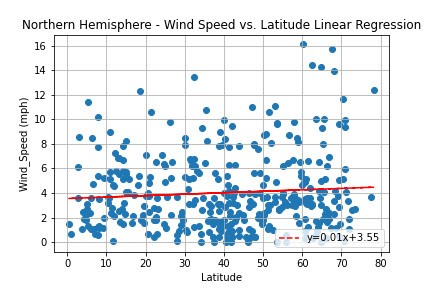 Northern Hemisphere - Wind Speed vs. Latitude Linear Regression
16
14
12
10
8
6
4
2
0
Wind_Speed (mph)
0 10 20 30 40 50 60 70 80
Latitude
y=0.01x+3.55